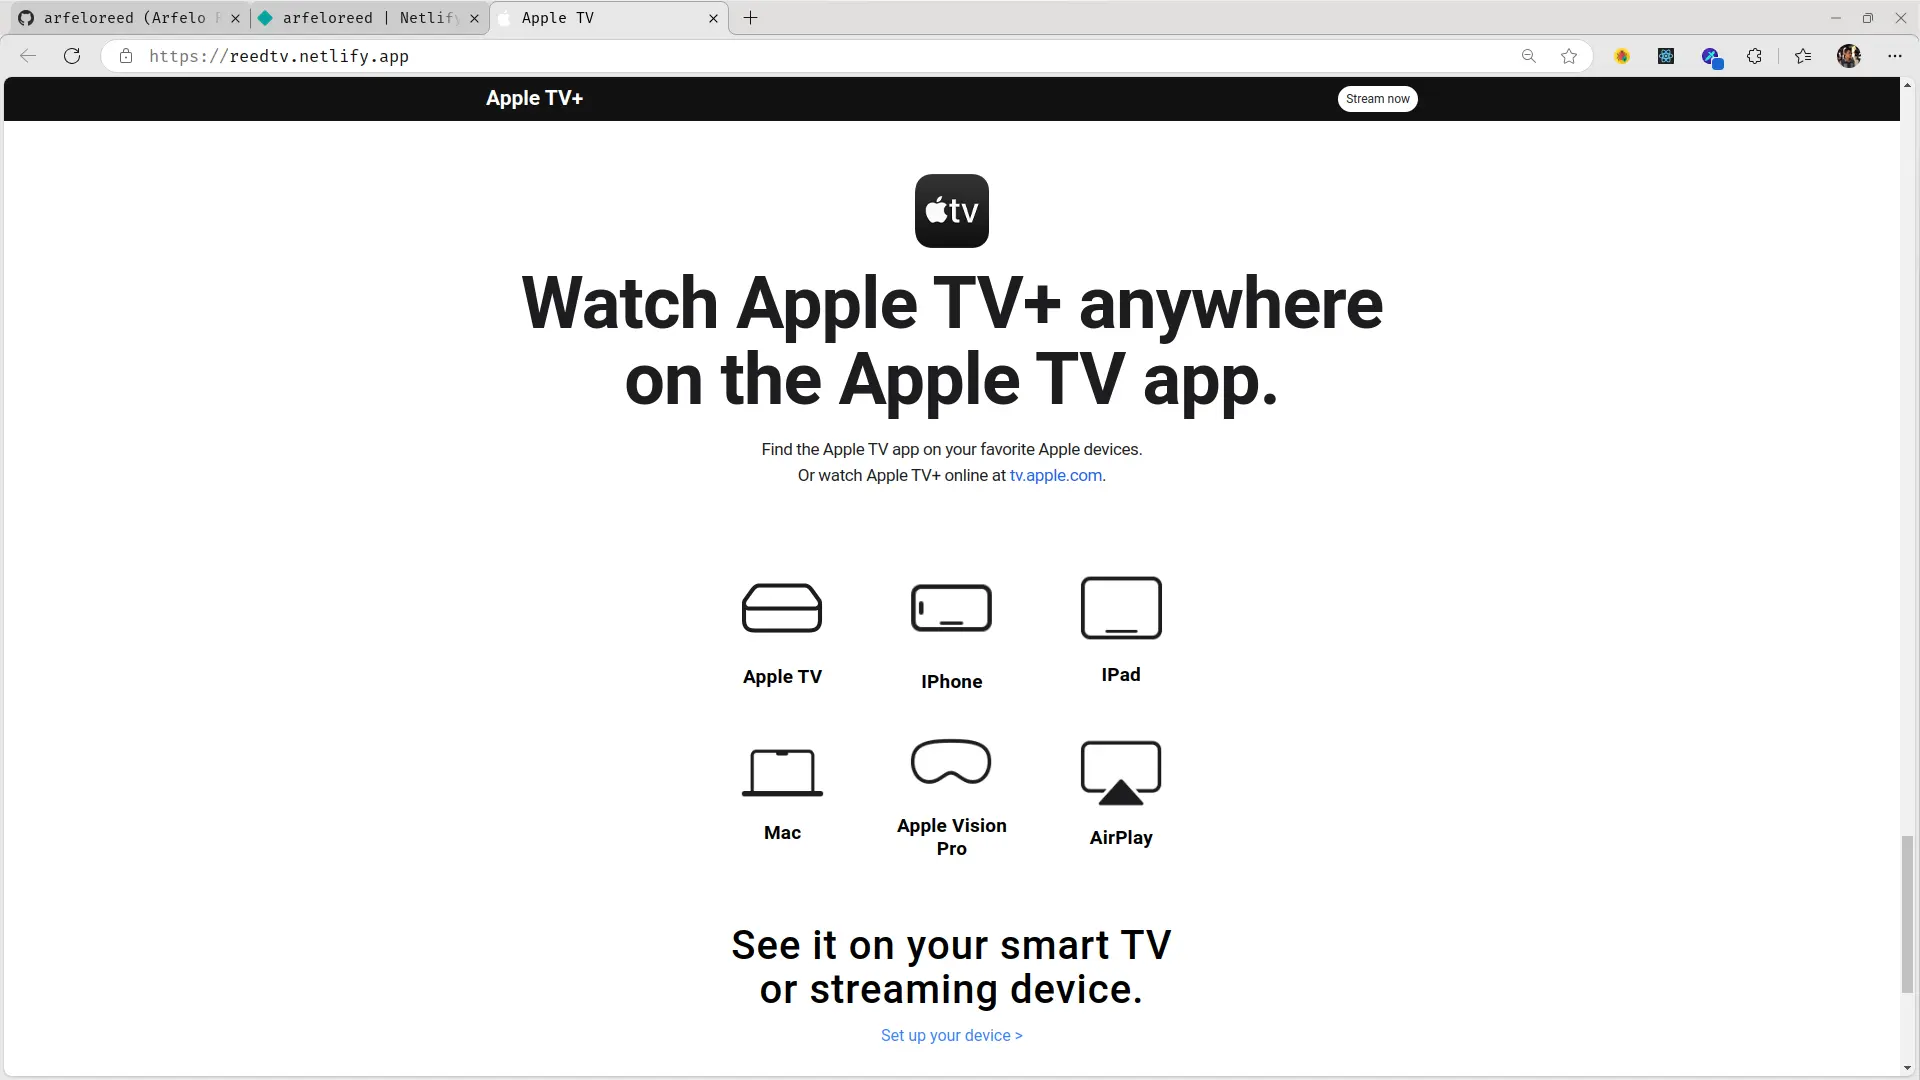 arfeloreed (Arfelo
arfeloreed | Netlify
Apple TV
https://reedtv.netlify.app
Apple TV+
Stream now
tv
Watch Apple TV+ anywhere
on the Apple TV app.
Find the Apple TV app on your favorite Apple devices.
Or watch Apple TV+ online at tv.apple.com.
Apple TV
IPhone
IPad
Mac
Apple Vision
Pro
AirPlay
See it on your smart TV
or streaming device.
Set up your device >